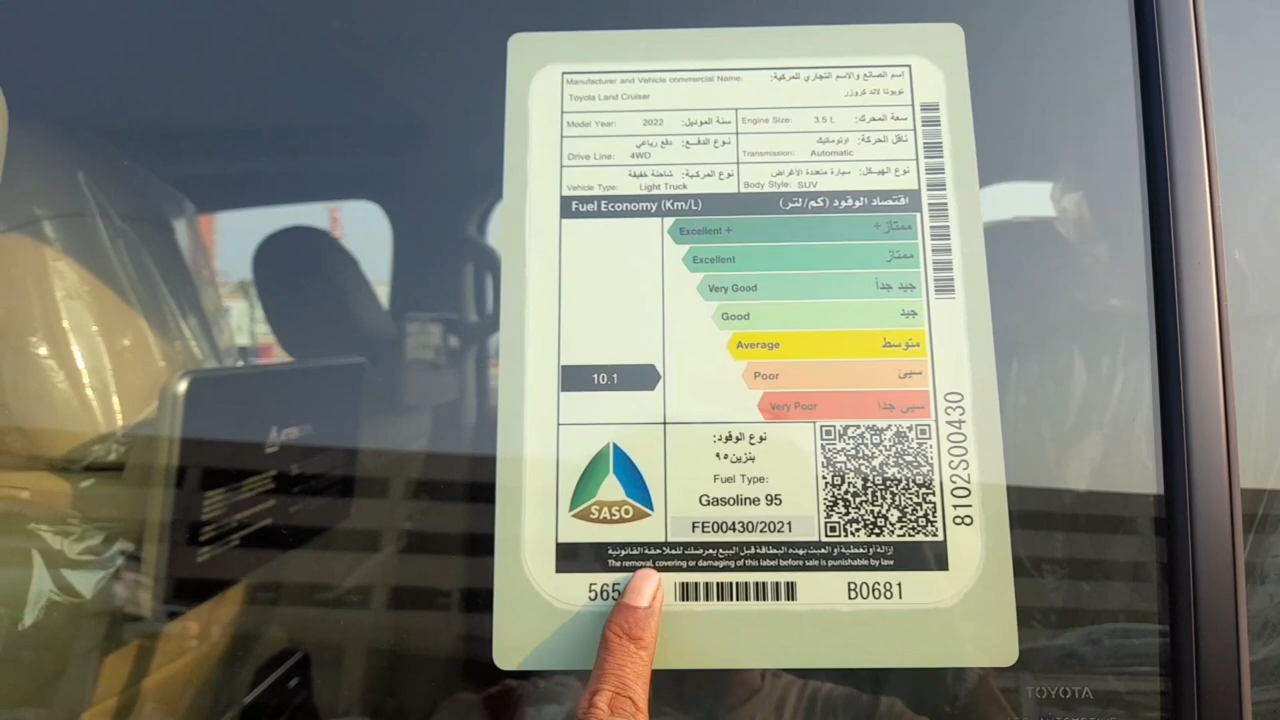 Manufacturer and Vehicle commercial Name: إسم الصانع والاسم التجاري للمركبة:
Toyota Land Cruiser تويوتا لاند كروزر
Model Year: 2022 سنة الموديل: Engine Size: 3.5 L سعة المحرك:
نوع الدفع: دفع رباعي ناقل الحركة: اوتوماتيك
Drive Line: 4WD Transmission: Automatic
نوع المركبة: شاحنة خفيفة نوع الهيكل: سيارة متعددة الأغراض
Vehicle Type: Light Truck Body Style: SUV
Fuel Economy (Km/L) اقتصاد الوقود (كم/لتر)
Excellent + ممتاز +
Excellent ممتاز
Very Good جيد جداً
Good جيد
Average متوسط
10.1 Poor سيئ
Very Poor سيئ جدا
نوع الوقود:
بنزين ٩٥
Fuel Type:
Gasoline 95
SASO
FE00430/2021
إزالة أو تغطية أو العبث بهذه البطاقة قبل البيع يعرضك للملاحقة القانونية
The removal, covering or damaging of this label before sale is punishable by law
565 B0681
8102S00430
TOYOTA